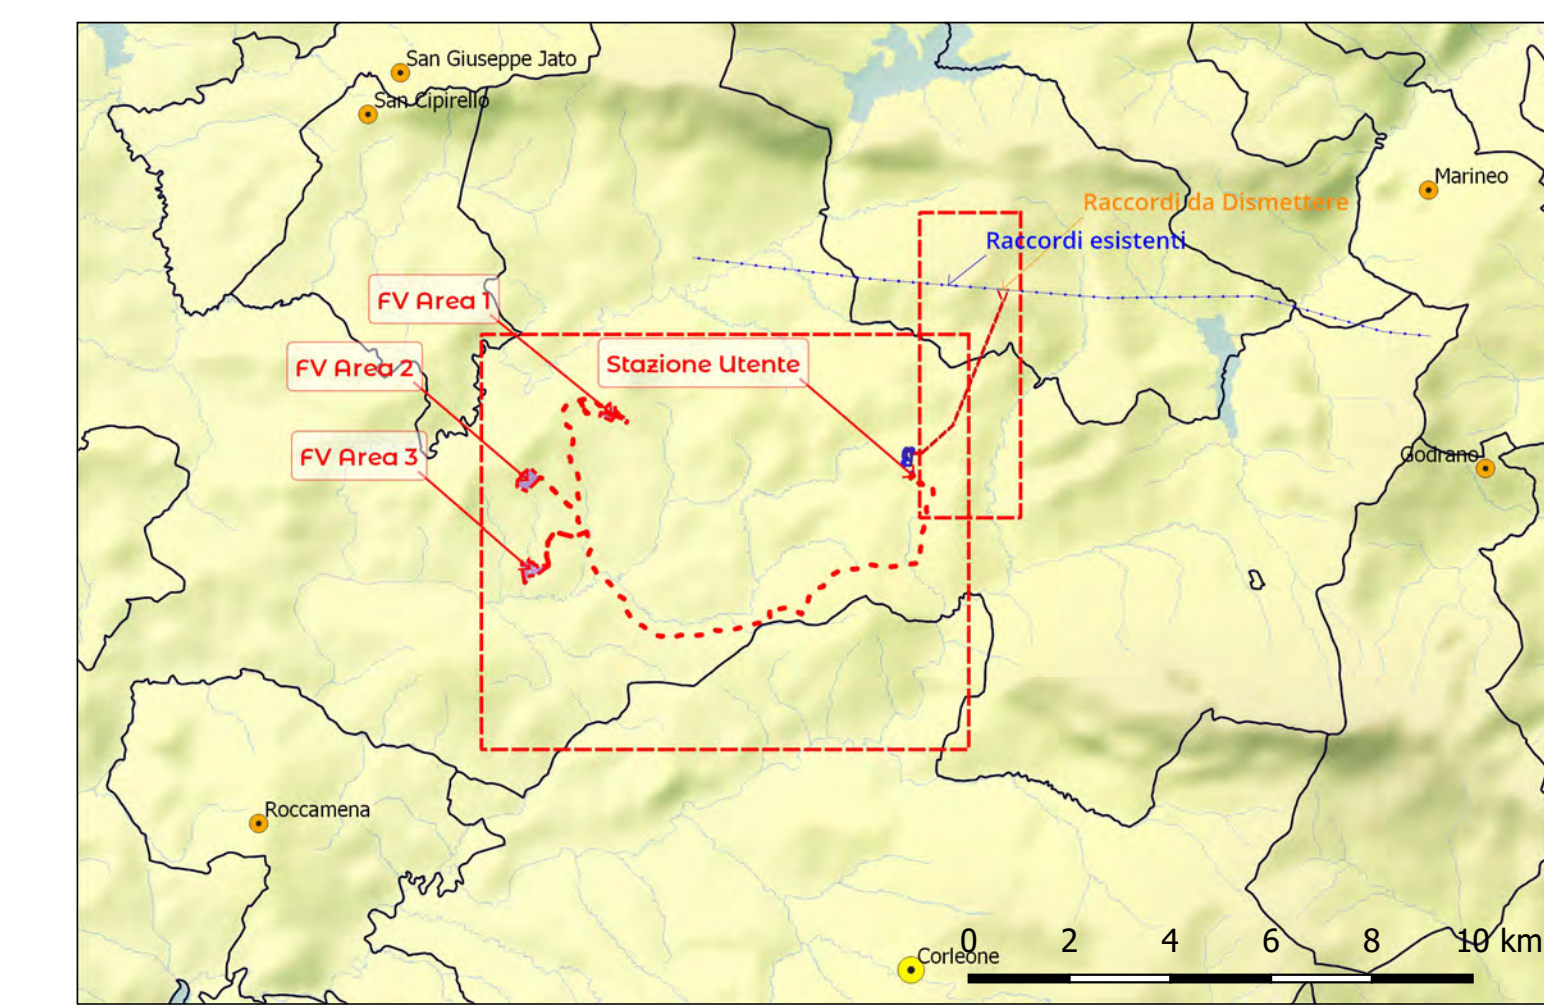 San Giuseppe Jato
San Cipirello
Marineo
Raccordi da Dismettere
Raccordi esistenti
FV Area 1
FV Area 2
Stazione Utente
FV Area 3
Godrano
Roccamena
Corleone
0 2 4 6 8 10 km